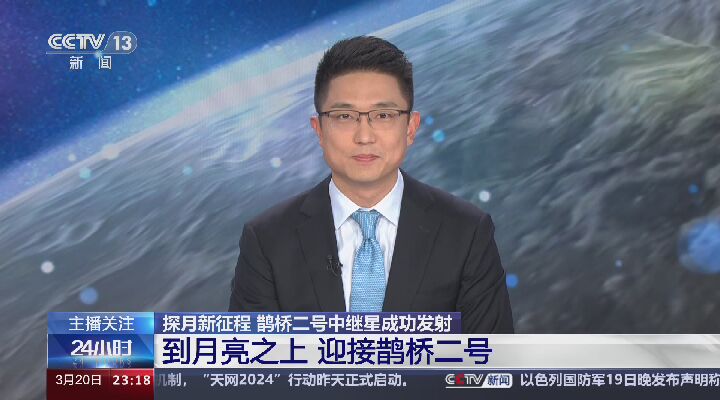 CCTV 13
新闻
主播关注
探月新征程 鹊桥二号中继星成功发射
24小时
到月亮之上 迎接鹊桥二号
3月20日 23:18 机制，“天网2024”行动昨天正式启动。 CCTV 新闻 以色列国防军19日晚发布声明称